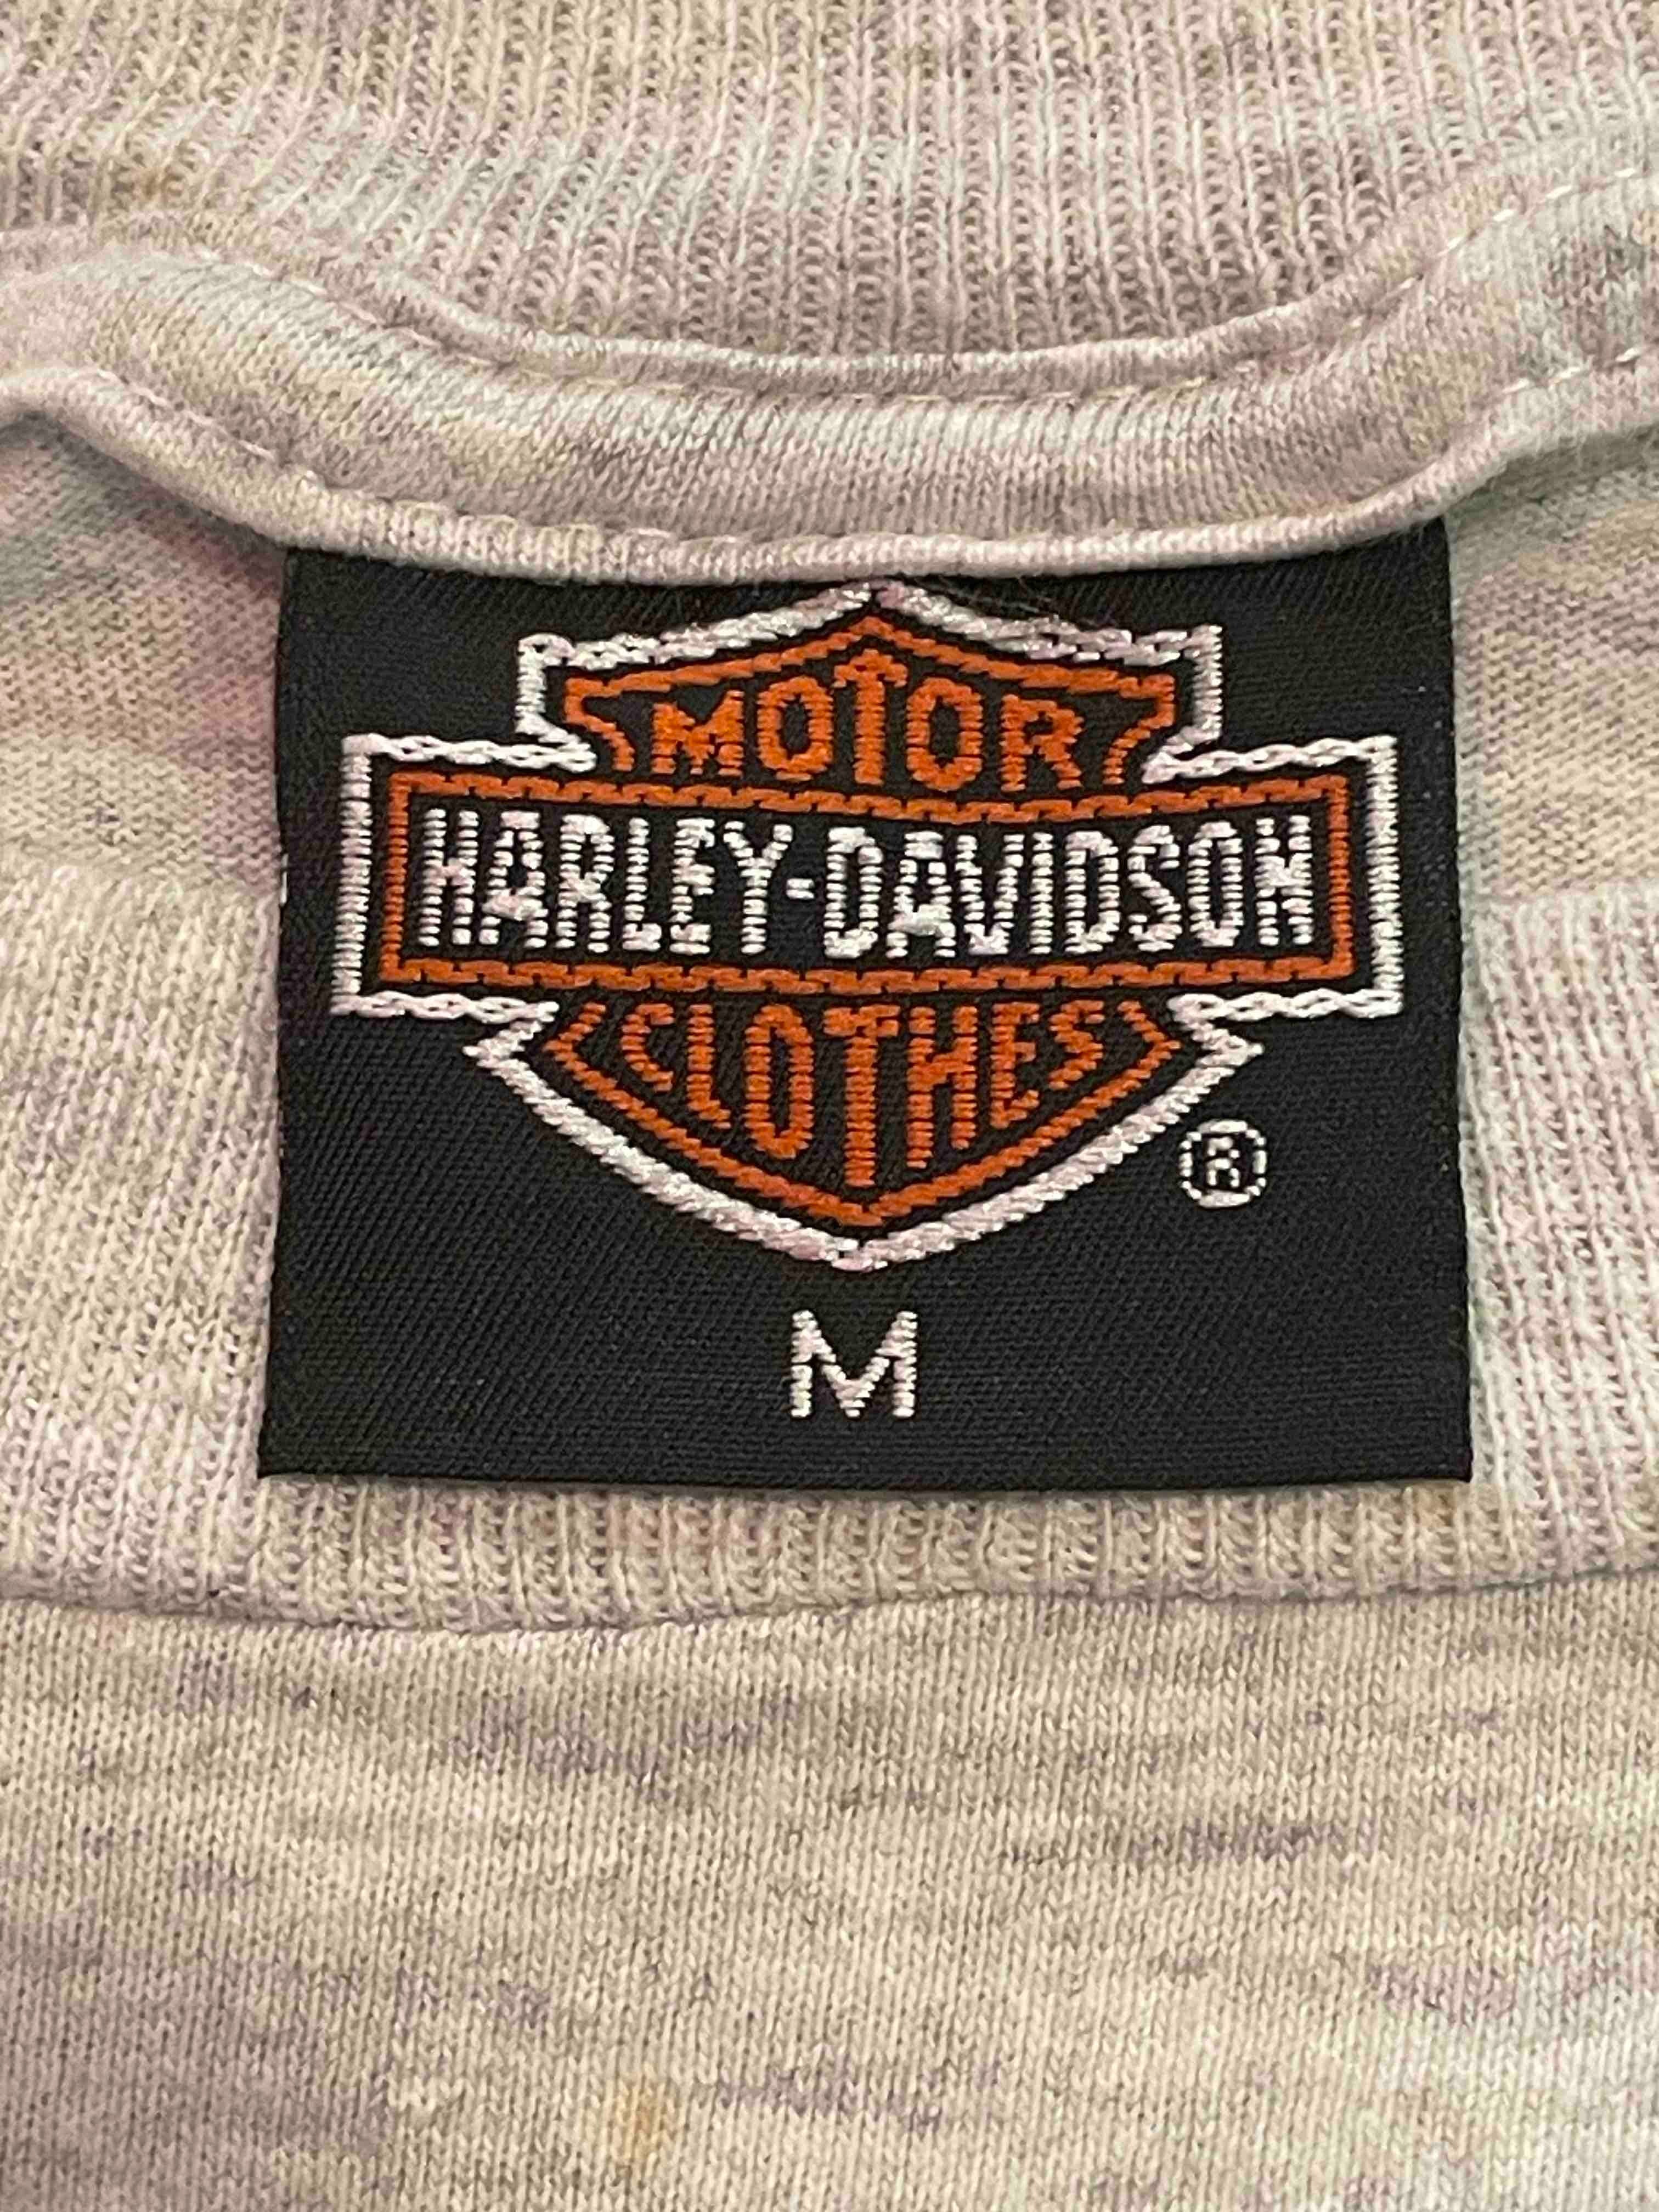 MOTOR
HARLEY-DAVIDSON
CLOTHES
®
M